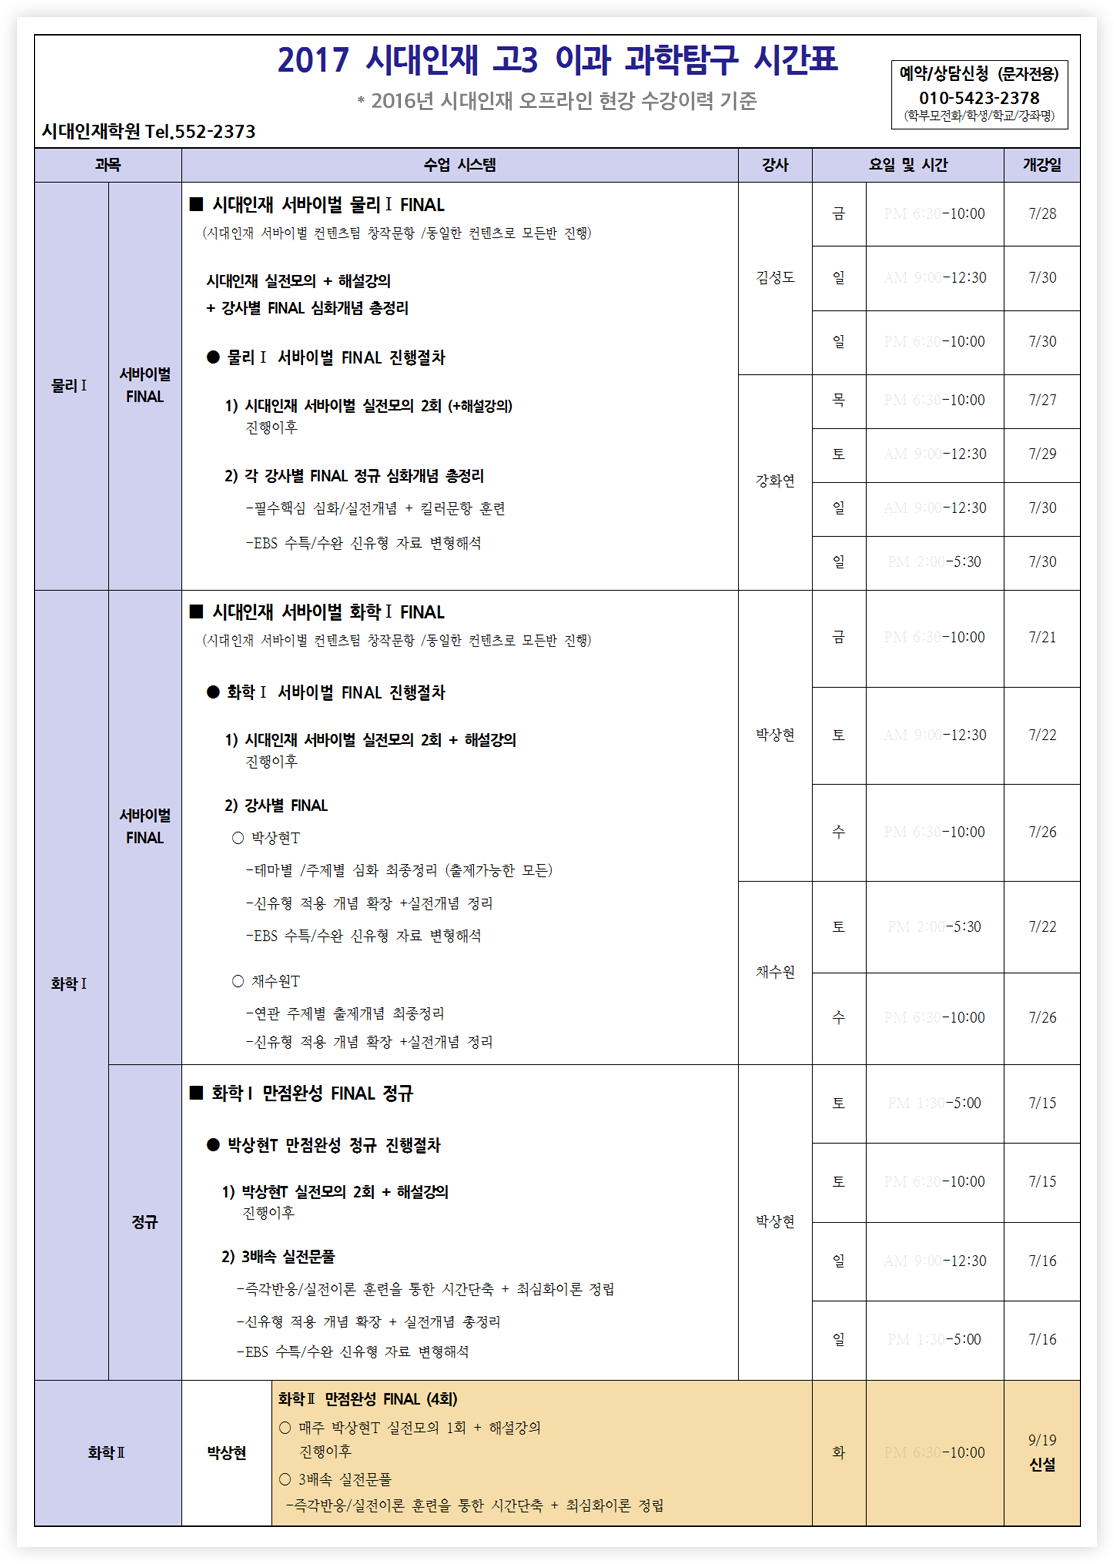 2017 시대인재 고3 이과 과학탐구 시간표
* 2016년 시대인재 오프라인 현강 수강이력 기준
예약/상담신청 (문자전용)
010-5423-2378
(학부모전화/학생/학교/강좌명)
시대인재학원 Tel.552-2373
과목 수업 시스템 강사 요일 및 시간 개강일
물리Ⅰ
서바이벌
FINAL
■ 시대인재 서바이벌 물리Ⅰ FINAL
(시대인재 서바이벌 컨텐츠팀 창작문항 /동일한 컨텐츠로 모든반 진행)
시대인재 실전모의 + 해설강의
+ 강사별 FINAL 심화개념 총정리
● 물리Ⅰ 서바이벌 FINAL 진행절차
1) 시대인재 서바이벌 실전모의 2회 (+해설강의)
진행이후
2) 각 강사별 FINAL 정규 심화개념 총정리
-필수핵심 심화/실전개념 + 킬러문항 훈련
-EBS 수특/수완 신유형 자료 변형해석
김성도
금 PM 6:30-10:00 7/28
일 AM 9:00-12:30 7/30
일 PM 6:30-10:00 7/30
강화연
목 PM 6:30-10:00 7/27
토 AM 9:00-12:30 7/29
일 AM 9:00-12:30 7/30
일 PM 2:00-5:30 7/30
화학Ⅰ
서바이벌
FINAL
■ 시대인재 서바이벌 화학Ⅰ FINAL
(시대인재 서바이벌 컨텐츠팀 창작문항 /동일한 컨텐츠로 모든반 진행)
● 화학Ⅰ 서바이벌 FINAL 진행절차
1) 시대인재 서바이벌 실전모의 2회 + 해설강의
진행이후
2) 강사별 FINAL
○ 박상현T
-테마별 /주제별 심화 최종정리 (출제가능한 모든)
-신유형 적용 개념 확장 +실전개념 정리
-EBS 수특/수완 신유형 자료 변형해석
○ 채수원T
-연관 주제별 출제개념 최종정리
-신유형 적용 개념 확장 +실전개념 정리
박상현
금 PM 6:30-10:00 7/21
토 AM 9:00-12:30 7/22
수 PM 6:30-10:00 7/26
채수원
토 PM 2:00-5:30 7/22
수 PM 6:30-10:00 7/26
정규
■ 화학Ⅰ 만점완성 FINAL 정규
● 박상현T 만점완성 정규 진행절차
1) 박상현T 실전모의 2회 + 해설강의
진행이후
2) 3배속 실전문풀
-즉각반응/실전이론 훈련을 통한 시간단축 + 최심화이론 정립
-신유형 적용 개념 확장 + 실전개념 총정리
-EBS 수특/수완 신유형 자료 변형해석
박상현
토 PM 1:30-5:00 7/15
토 PM 6:30-10:00 7/15
일 AM 9:00-12:30 7/16
일 PM 1:30-5:00 7/16
화학Ⅱ
박상현
화학Ⅱ 만점완성 FINAL (4회)
○ 매주 박상현T 실전모의 1회 + 해설강의
진행이후
○ 3배속 실전문풀
-즉각반응/실전이론 훈련을 통한 시간단축 + 최심화이론 정립
화 PM 6:30-10:00
9/19
신설